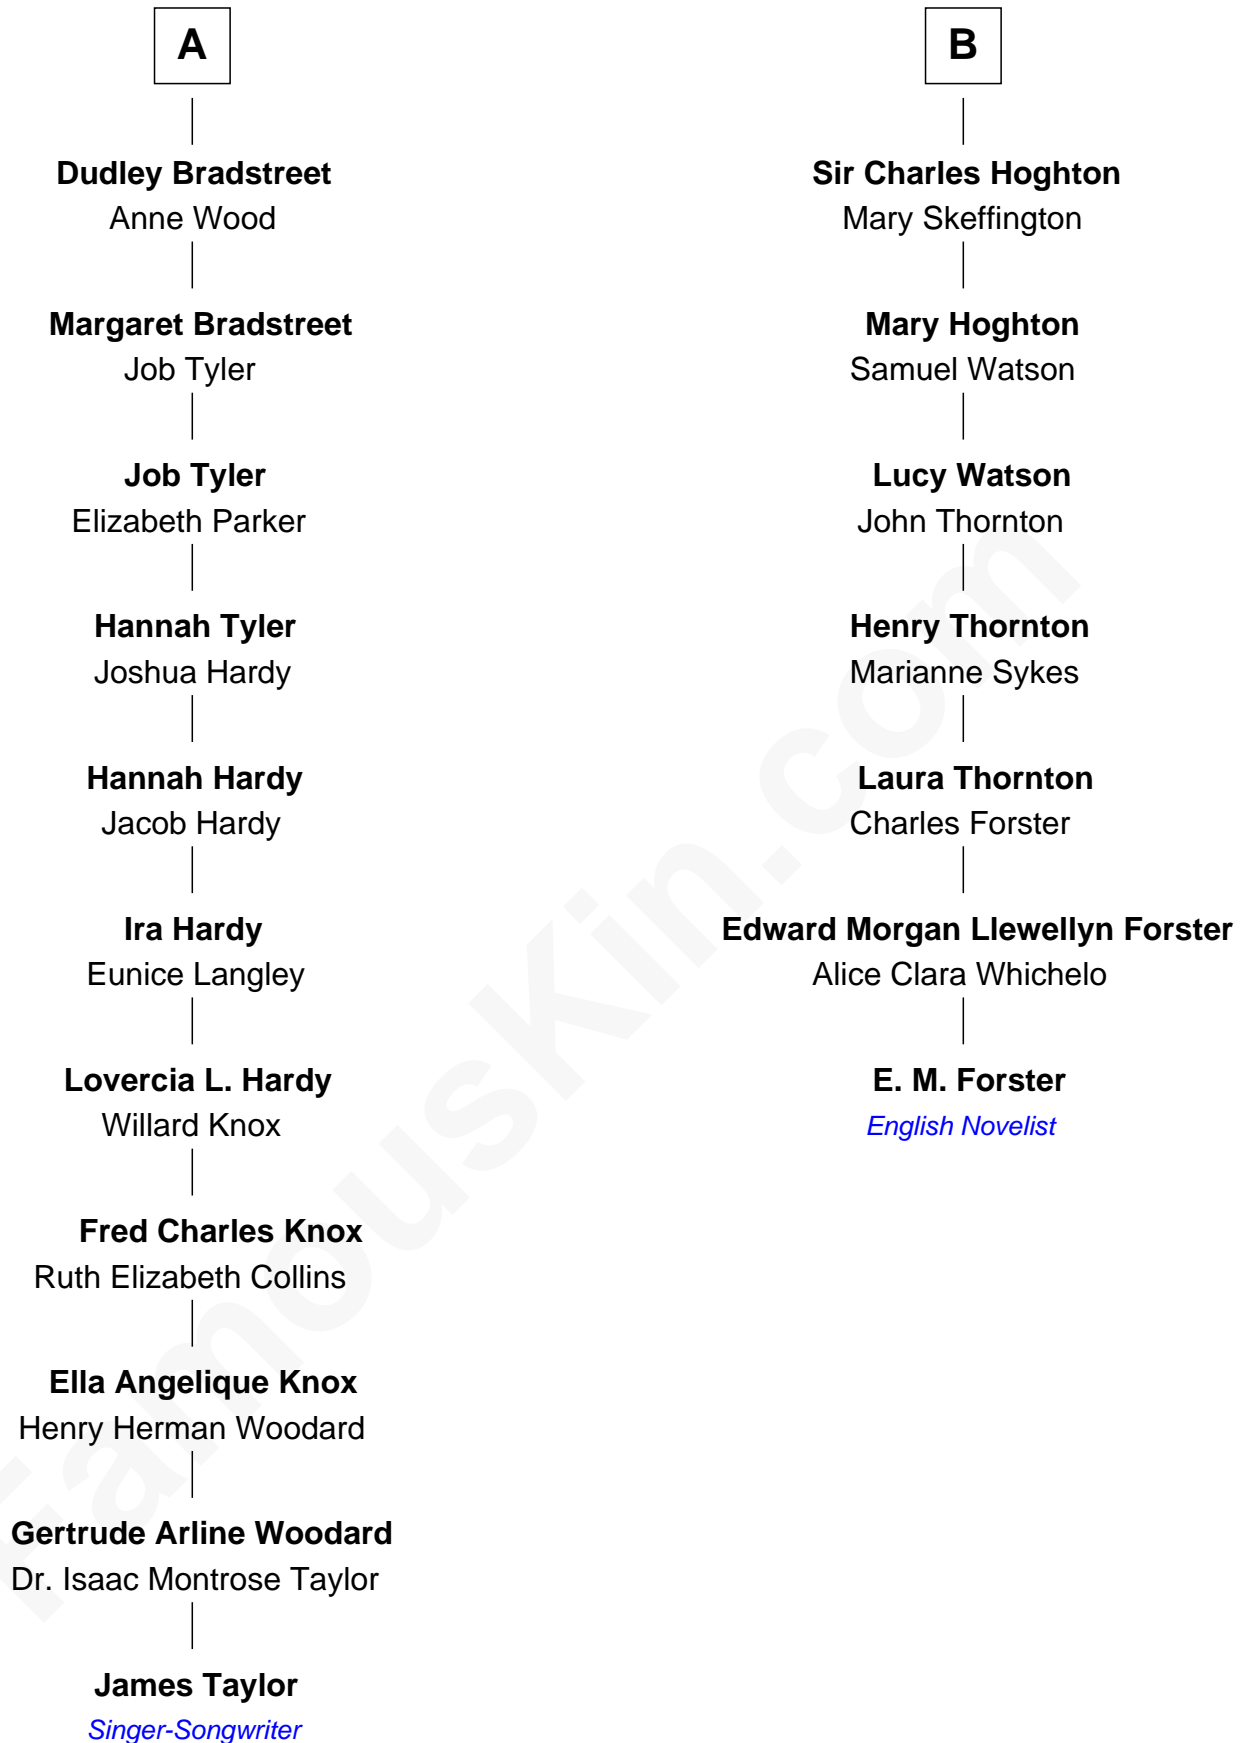 A
Dudley Bradstreet
Anne Wood
Margaret Bradstreet
Job Tyler
Job Tyler
Elizabeth Parker
Hannah Tyler
Joshua Hardy
Hannah Hardy
Jacob Hardy
Ira Hardy
Eunice Langley
Lovercia L. Hardy
Willard Knox
Fred Charles Knox
Ruth Elizabeth Collins
Ella Angelique Knox
Henry Herman Woodard
Gertrude Arline Woodard
Dr. Isaac Montrose Taylor
James Taylor
Singer-Songwriter
B
Sir Charles Hoghton
Mary Skeffington
Mary Hoghton
Samuel Watson
Lucy Watson
John Thornton
Henry Thornton
Marianne Sykes
Laura Thornton
Charles Forster
Edward Morgan Llewellyn Forster
Alice Clara Whichelo
E. M. Forster
English Novelist
FamousKin.com